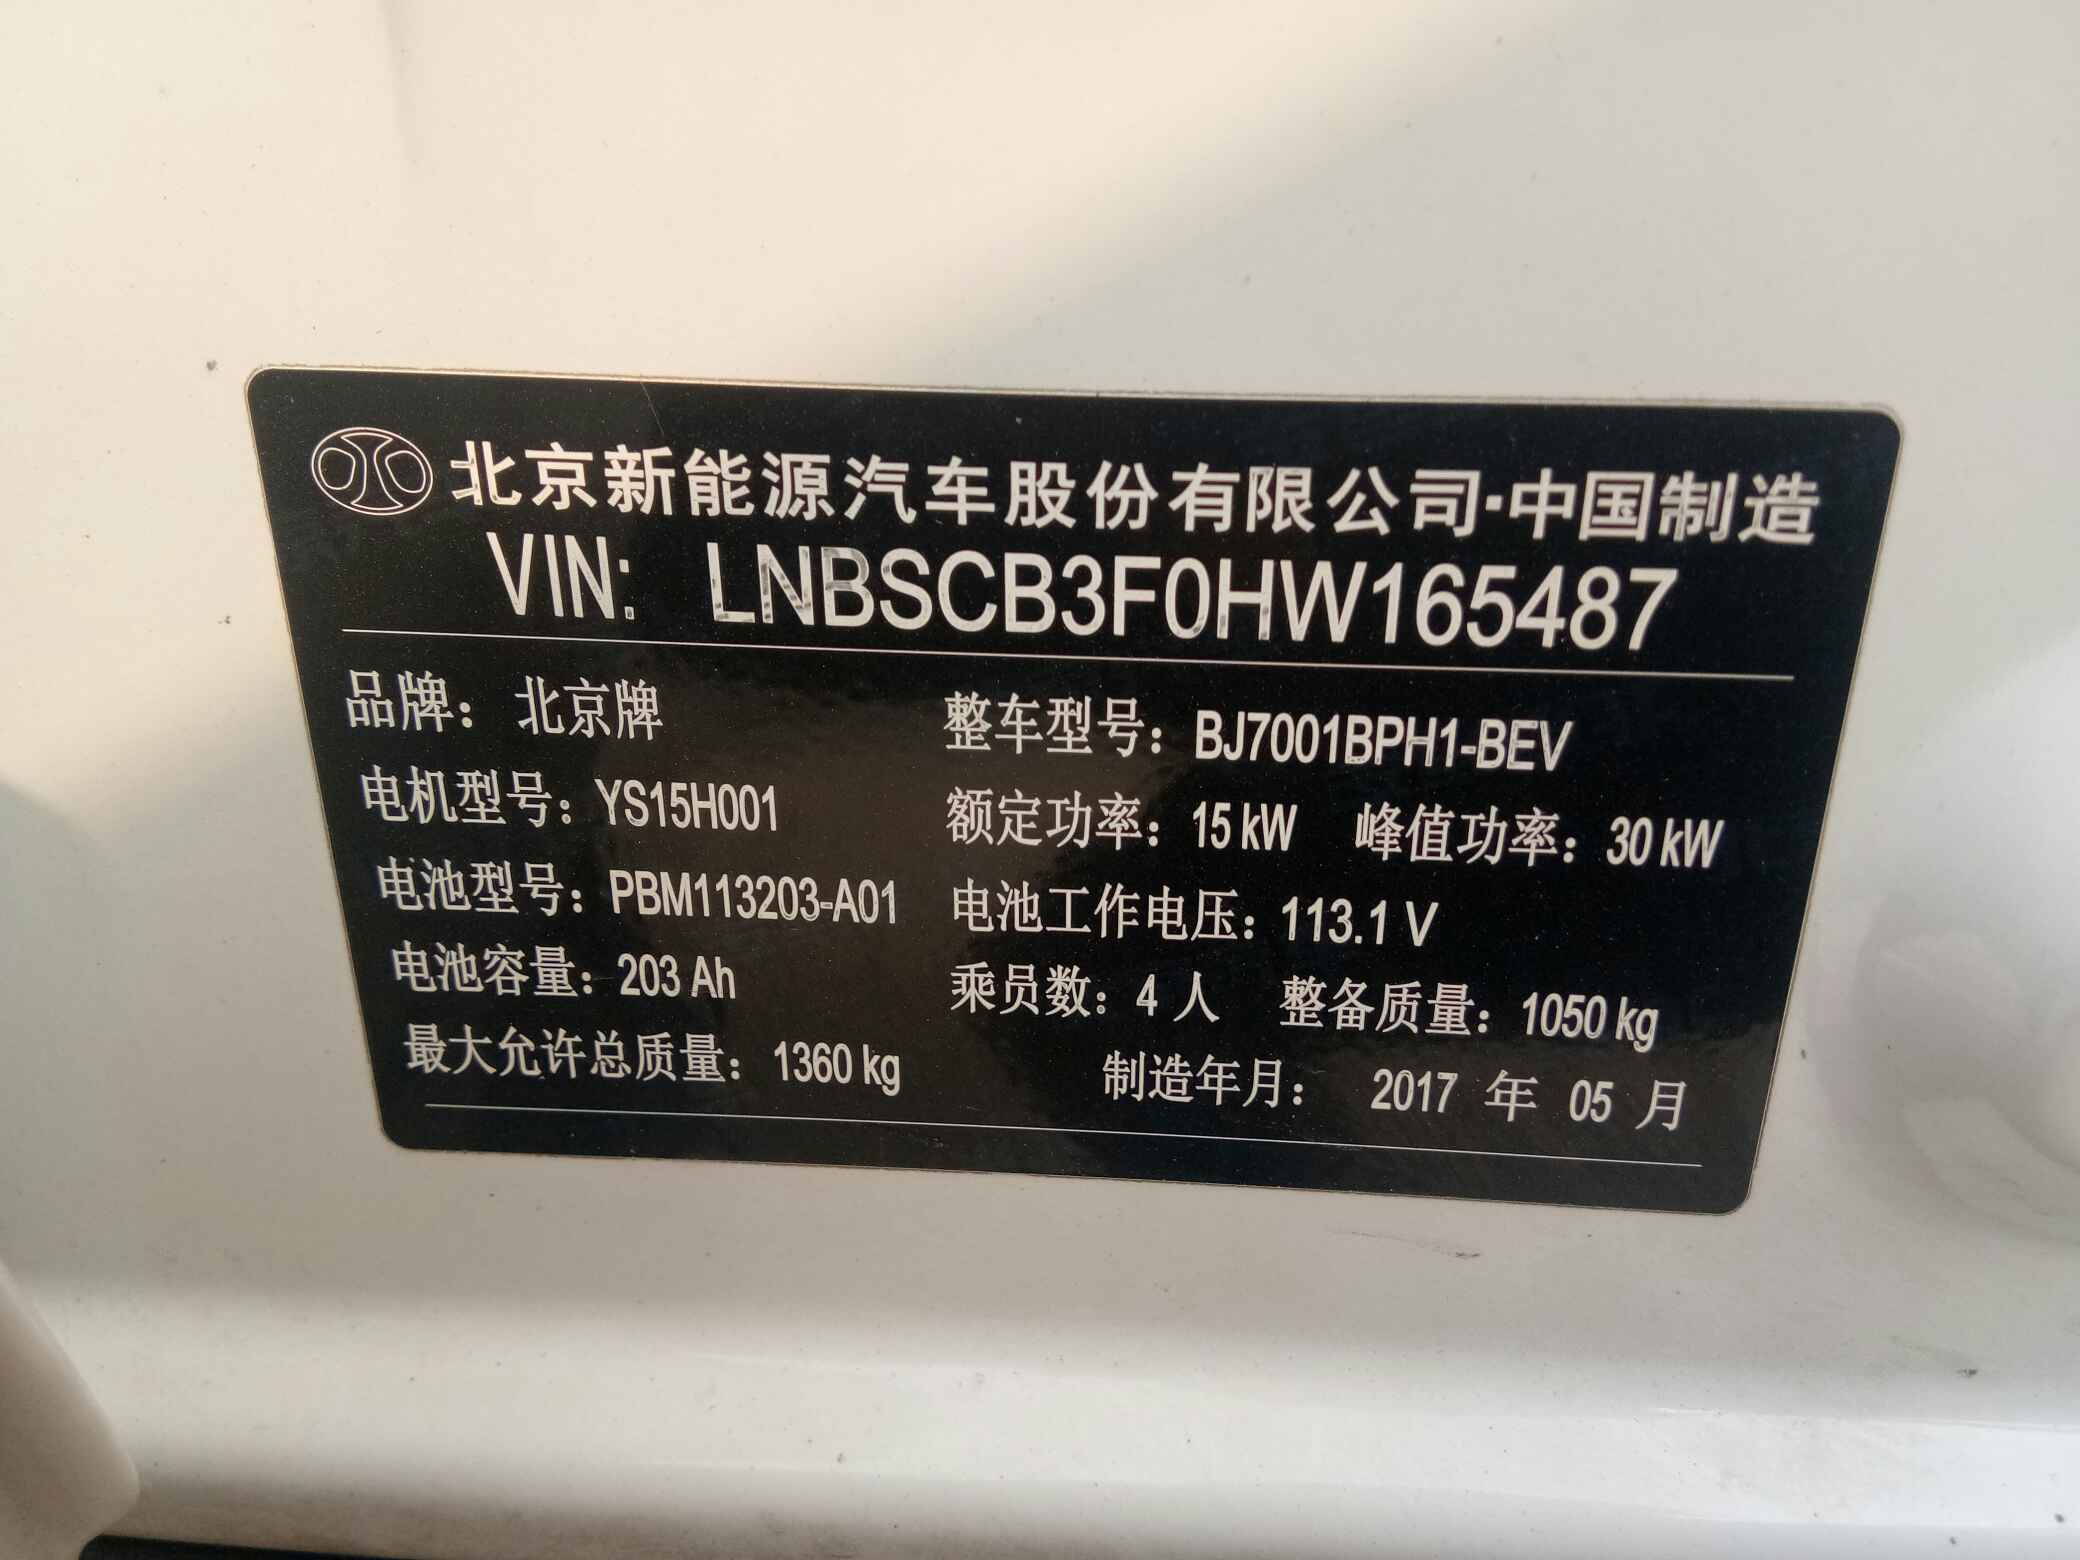 北京新能源汽车股份有限公司·中国制造
VIN: LNBSCB3F0HW165487
品牌: 北京牌 整车型号: BJ7001BPH1-BEV
电机型号: YS15H001 额定功率: 15 kW 峰值功率: 30 kW
电池型号: PBM113203-A01 电池工作电压: 113.1 V
电池容量: 203 Ah 乘员数: 4 人 整备质量: 1050 kg
最大允许总质量: 1360 kg 制造年月: 2017 年 05 月